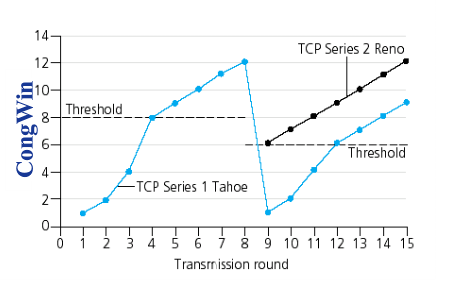 14
TCP Series 2 Reno
12
10
Threshold
8
6
Threshold
4
TCP Series 1 Tahoe
2
0
CongWin
0 1 2 3 4 5 6 7 8 9 10 11 12 13 14 15
Transmission round